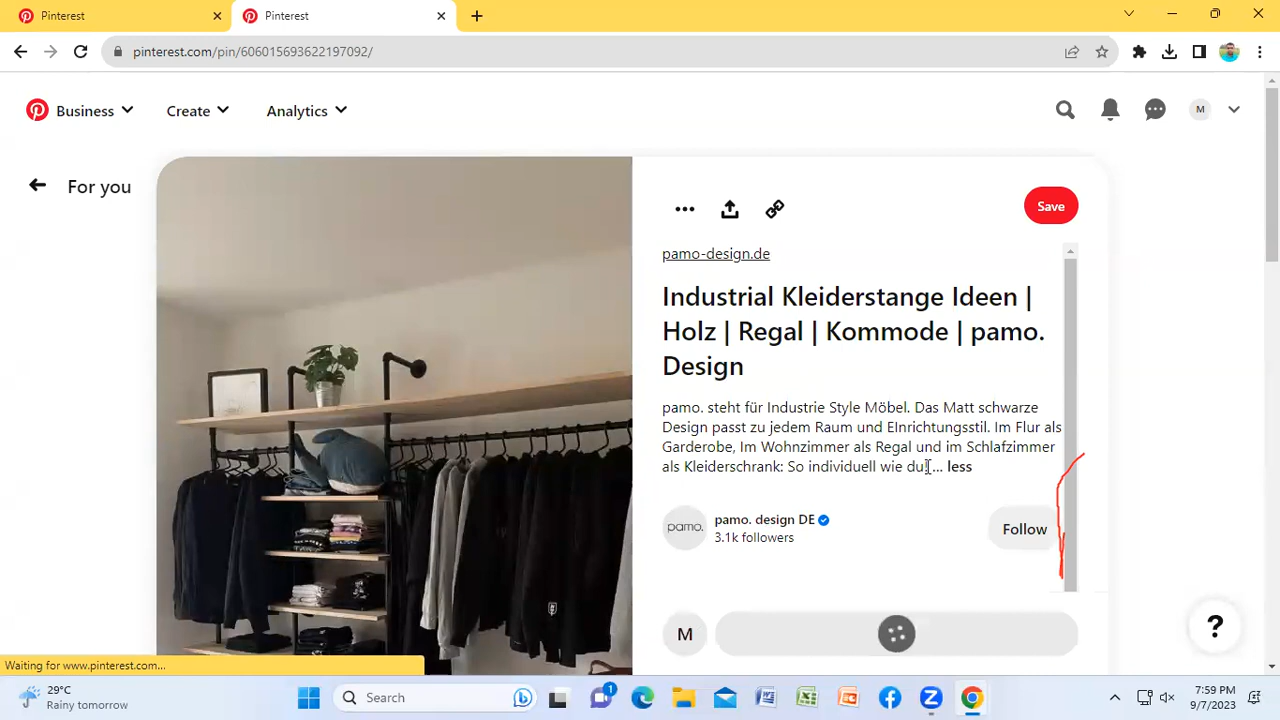 Pinterest
Pinterest
pinterest.com/pin/606015693622197092/
Business
Create
Analytics
M
For you
Save
pamo-design.de
Industrial Kleiderstange Ideen |
Holz | Regal | Kommode | pamo.
Design
pamo. steht für Industrie Style Möbel. Das Matt schwarze
Design passt zu jedem Raum und EInrichtungsstil. Im Flur als
Garderobe, Im Wohnzimmer als Regal und im Schlafzimmer
als Kleiderschrank: So individuell wie du!... less
pamo.
pamo. design DE
3.1k followers
Follow
M
?
Waiting for www.pinterest.com...
29°C
Rainy tomorrow
Search
1
7:59 PM
9/7/2023